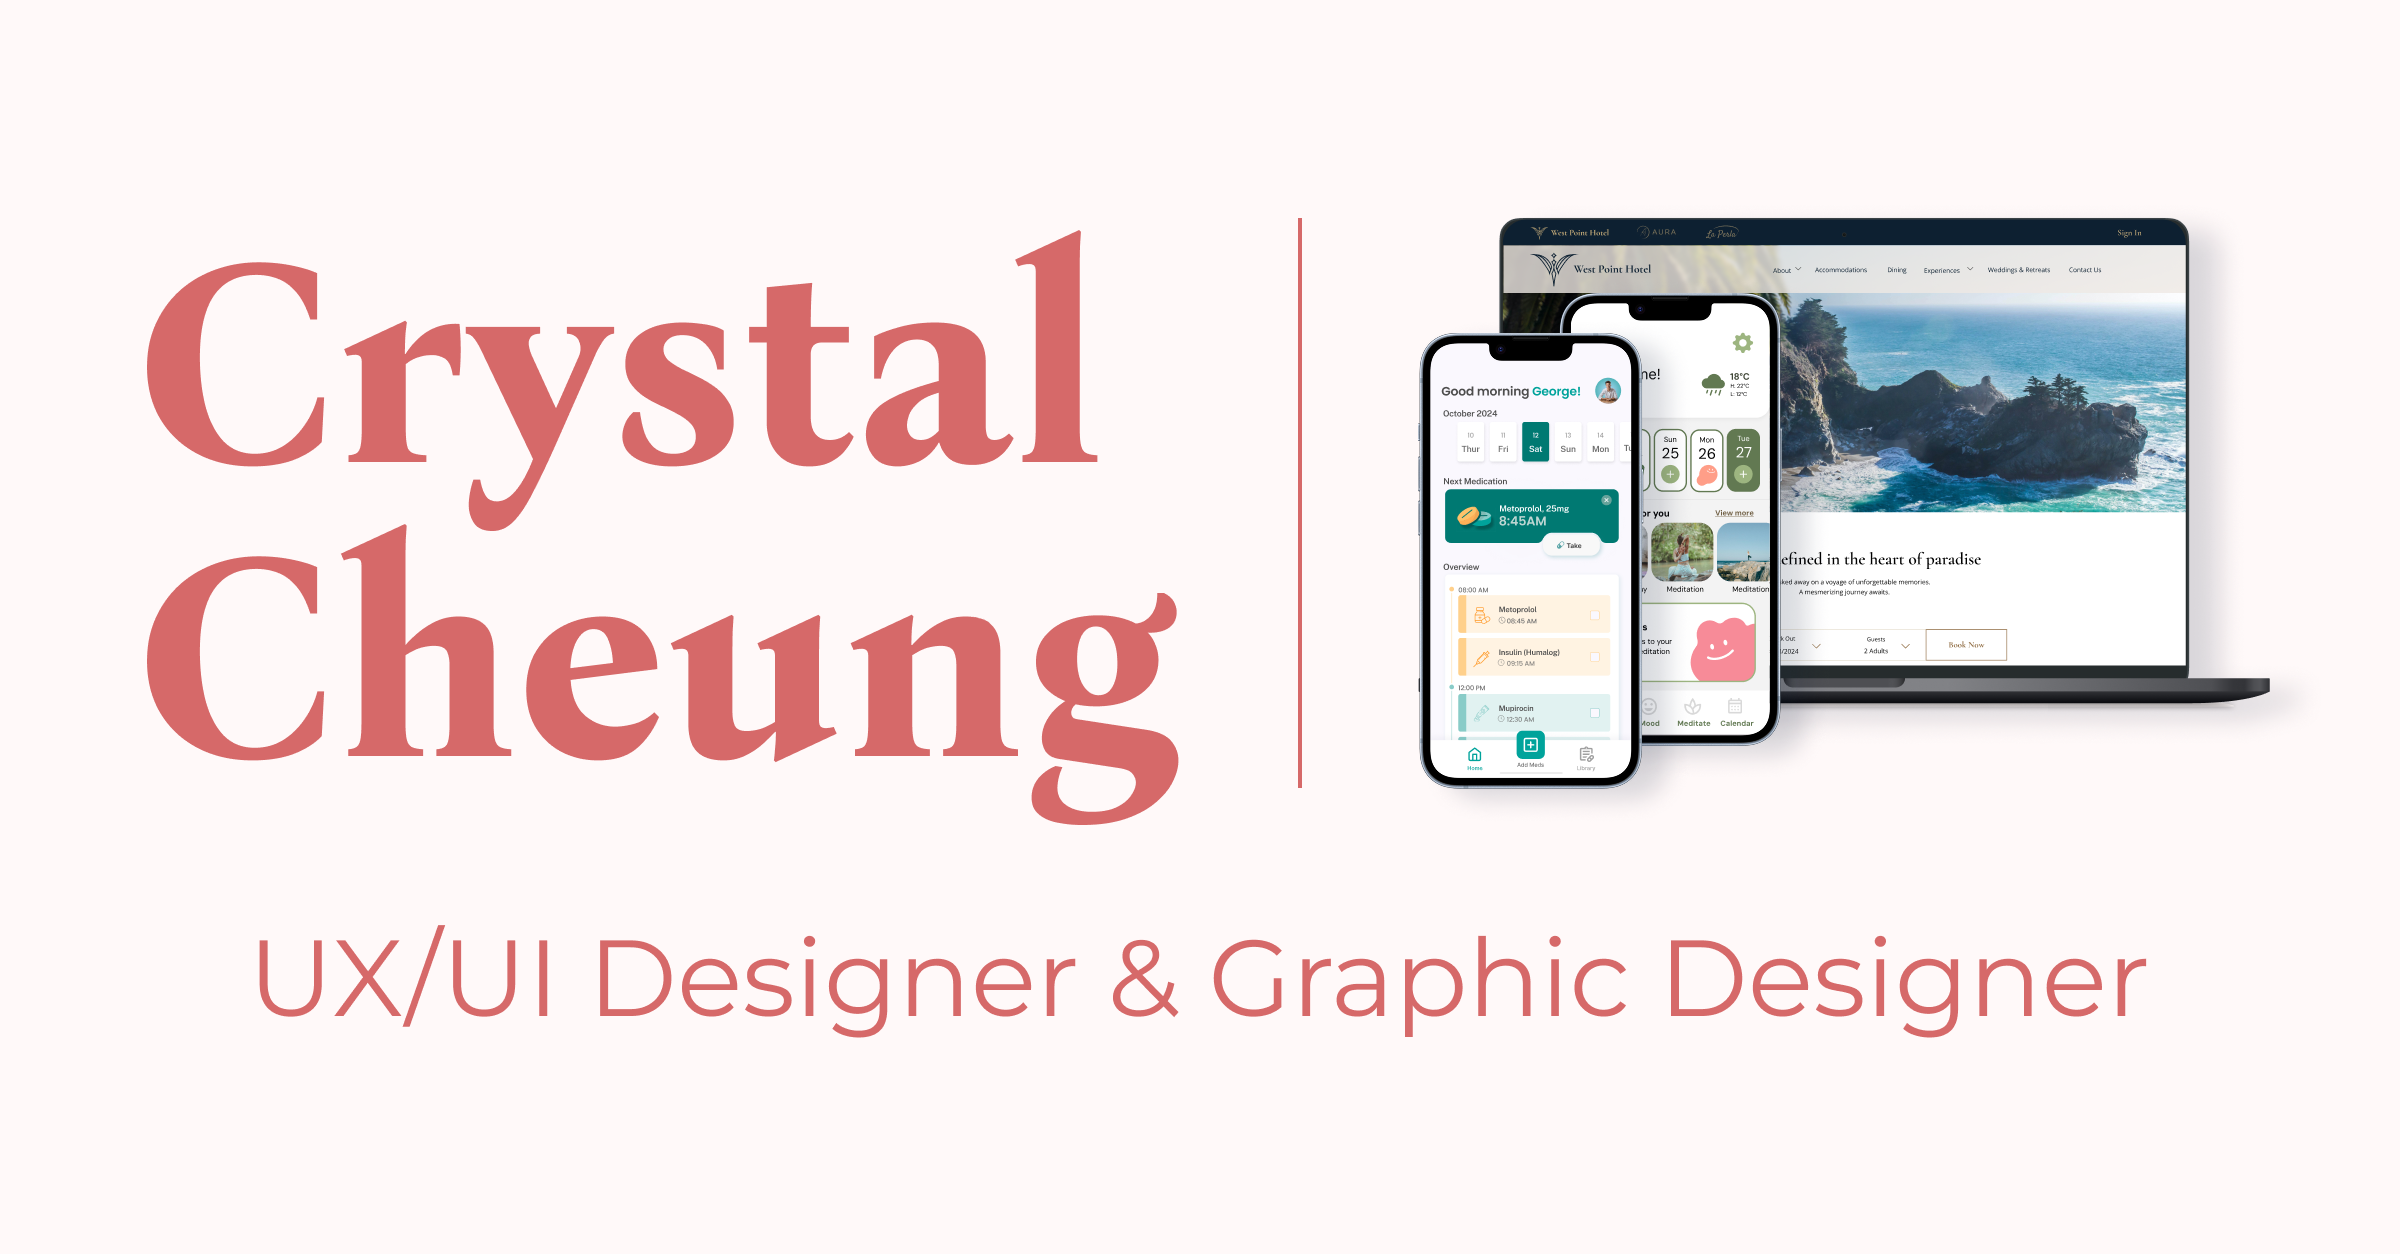 Crystal
Cheung
UX/UI Designer & Graphic Designer
West Point Hotel AURA La Perla Sign In
West Point Hotel About Accommodations Dining Experiences Weddings & Retreats Contact Us
efined in the heart of paradise
ked away on a voyage of unforgettable memories.
A mesmerizing journey awaits.
k Out Guests
/2024 2 Adults Book Now
me!
18°C
H: 22°C
L: 12°C
Sun Mon Tue
25 26 27
or you View more
y Meditation Meditation
s
s to your
editation
Mood Meditate Calendar
Good morning George!
October 2024
10 11 12 13 14
Thur Fri Sat Sun Mon Tu
Next Medication
Metoprolol, 25mg
8:45AM
Take
Overview
08:00 AM
Metoprolol
08:45 AM
Insulin (Humalog)
09:15 AM
12:00 PM
Mupirocin
12:30 AM
Home Add Meds Library